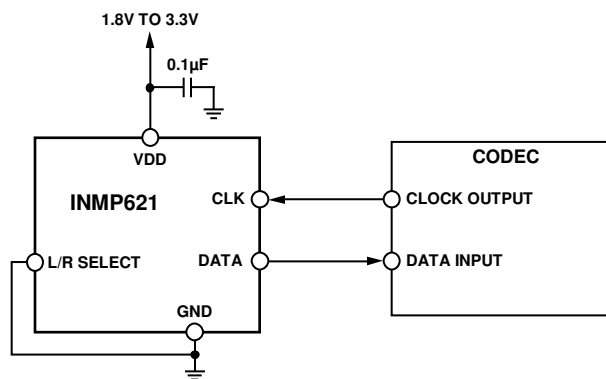 1.8V TO 3.3V
0.1µF
VDD
CODEC
INMP621
CLK
CLOCK OUTPUT
L/R SELECT
DATA
DATA INPUT
GND